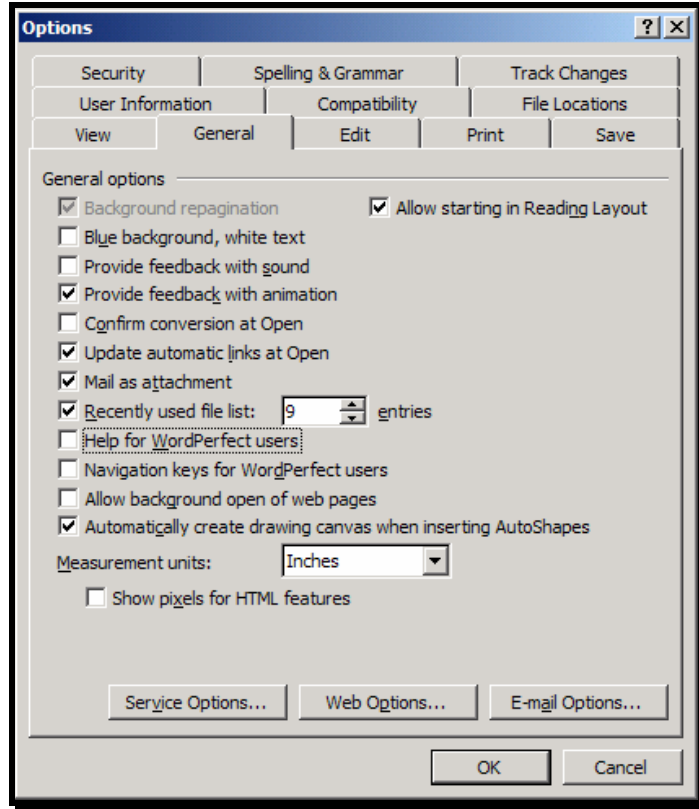 Options
Security Spelling & Grammar Track Changes
User Information Compatibility File Locations
View General Edit Print Save
General options
Background repagination Allow starting in Reading Layout
Blue background, white text
Provide feedback with sound
Provide feedback with animation
Confirm conversion at Open
Update automatic links at Open
Mail as attachment
Recently used file list: 9 entries
Help for WordPerfect users
Navigation keys for WordPerfect users
Allow background open of web pages
Automatically create drawing canvas when inserting AutoShapes
Measurement units: Inches
Show pixels for HTML features
Service Options... Web Options... E-mail Options...
OK Cancel